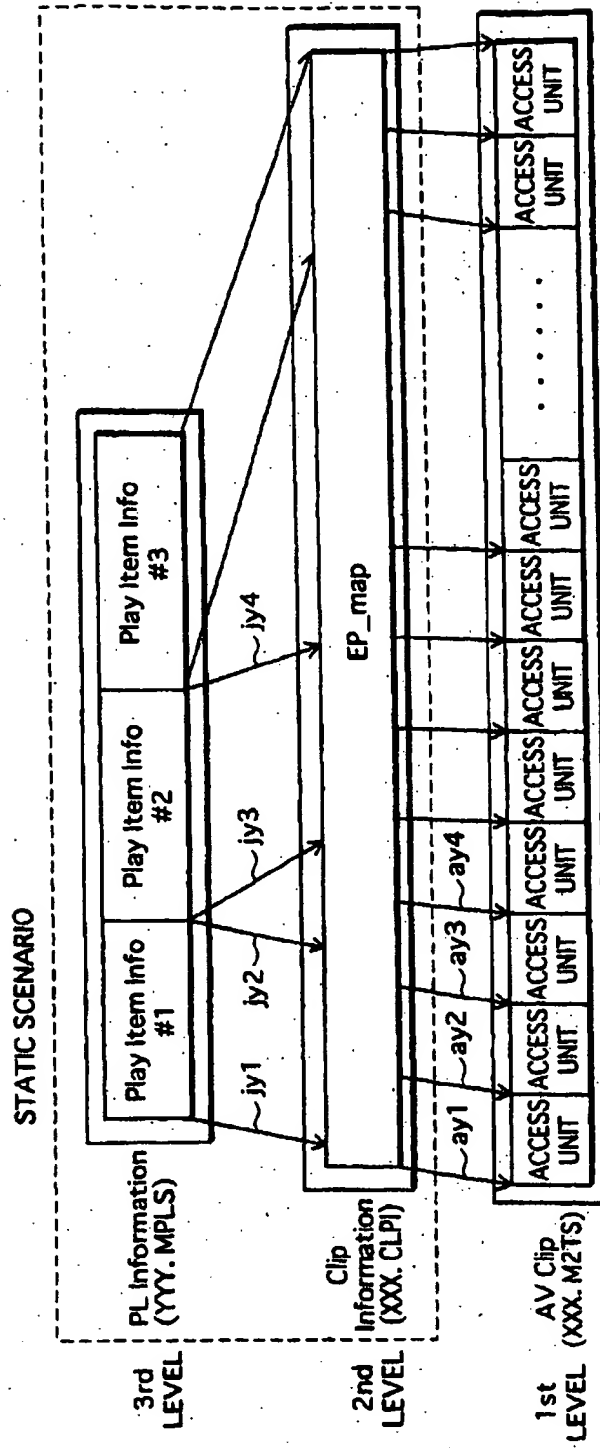 STATIC SCENARIO
3rd
LEVEL
PL Information
(YYY. MPLS)
Play Item Info
#1
Play Item Info
#2
Play Item Info
#3
jy1
jy2
jy3
jy4
2nd
LEVEL
Clip
Information
(XXX. CLPI)
EP_map
ay1
ay2
ay3
ay4
1st
LEVEL
AV Clip
(XXX. M2TS)
ACCESS
UNIT
ACCESS
UNIT
ACCESS
UNIT
ACCESS
UNIT
ACCESS
UNIT
ACCESS
UNIT
ACCESS
UNIT
ACCESS
UNIT
. . . . . .
ACCESS
UNIT
ACCESS
UNIT